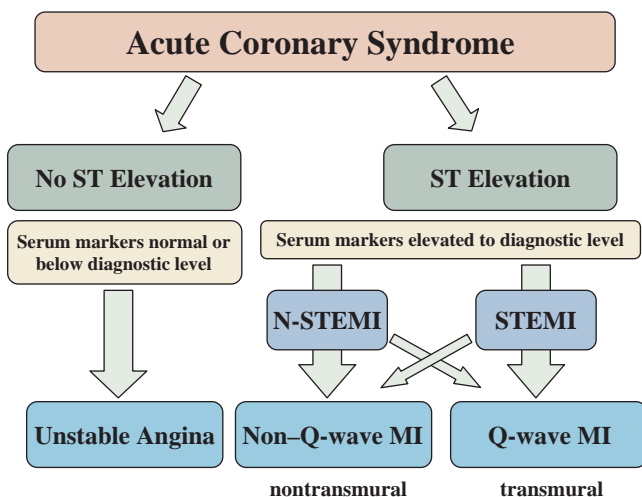 Acute Coronary Syndrome
No ST Elevation
ST Elevation
Serum markers normal or
below diagnostic level
Serum markers elevated to diagnostic level
N-STEMI
STEMI
Unstable Angina
Non–Q-wave MI
Q-wave MI
nontransmural
transmural